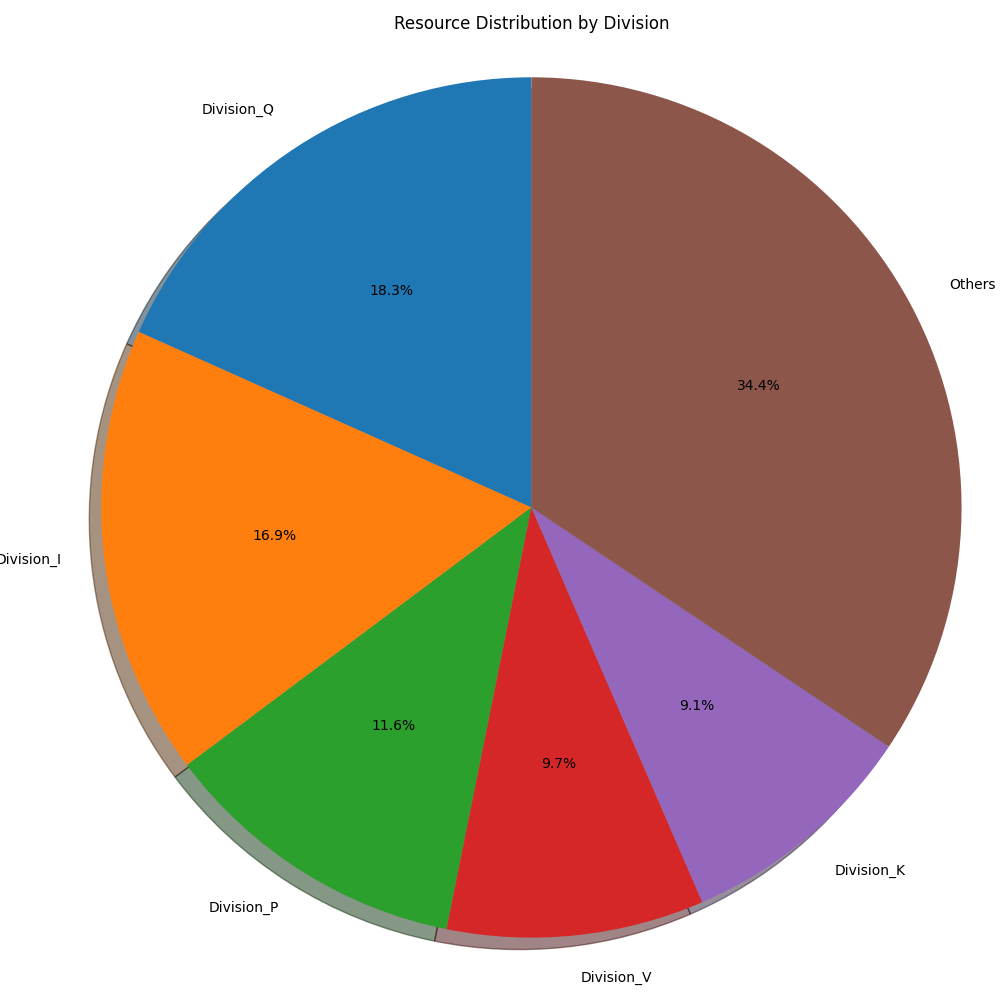 Resource Distribution by Division
Division_Q
18.3%
Others
34.4%
Division_I
16.9%
11.6%
9.1%
9.7%
Division_P
Division_K
Division_V